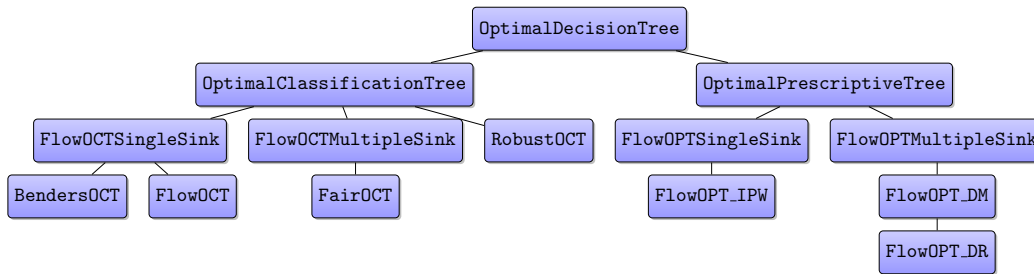 OptimalDecisionTree
OptimalClassificationTree OptimalPrescriptiveTree
FlowOCTSingleSink FlowOCTMultipleSink RobustOCT FlowOPTSingleSink FlowOPTMultipleSink
BendersOCT FlowOCT FairOCT FlowOPT_IPW FlowOPT_DM
FlowOPT_DR